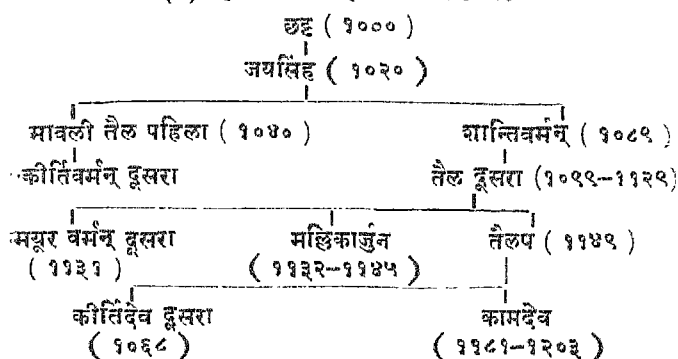 छट्ट ( १००० )
जयसिंह ( १०२० )
मावली तैल पहिला ( १०४० ) शान्तिवर्मन् ( १०८९ )
कीर्तिवर्मन् दूसरा तैल दूसरा (१०९९–११२९)
मयूर वर्मन् दूसरा मल्लिकार्जुन तैलप ( ११४९ )
( ११३१ ) ( ११३२–११४५ )
कीर्तिदेव दूसरा कामदेव
( १०६८ ) ( ११८१–१२०३ )